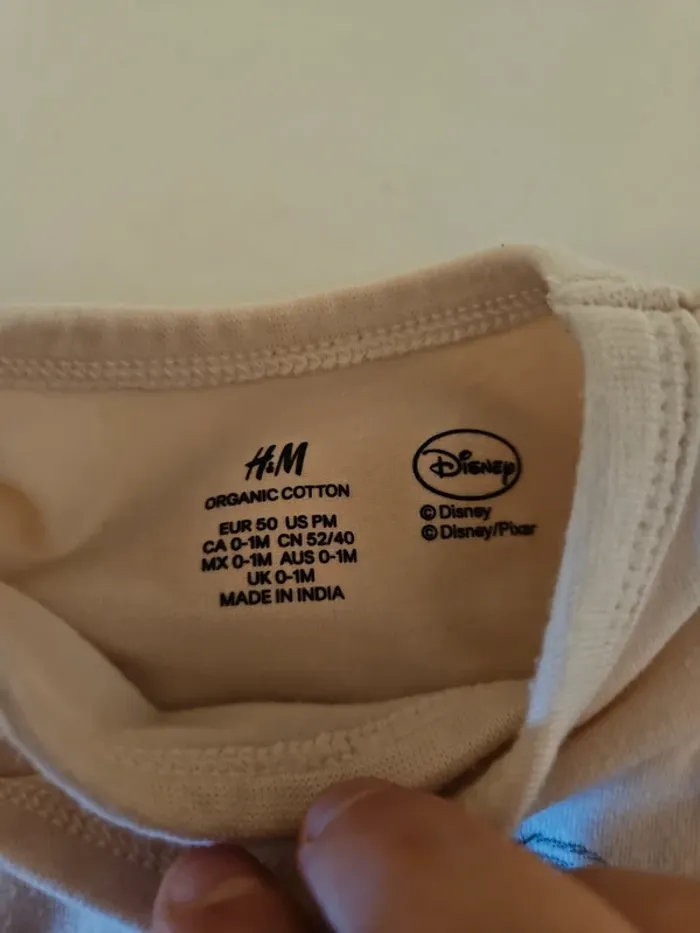 H&M
ORGANIC COTTON
EUR 50 US PM
CA 0-1M CN 52/40
MX 0-1M AUS 0-1M
UK 0-1M
MADE IN INDIA
Disney
© Disney
© Disney/Pixar